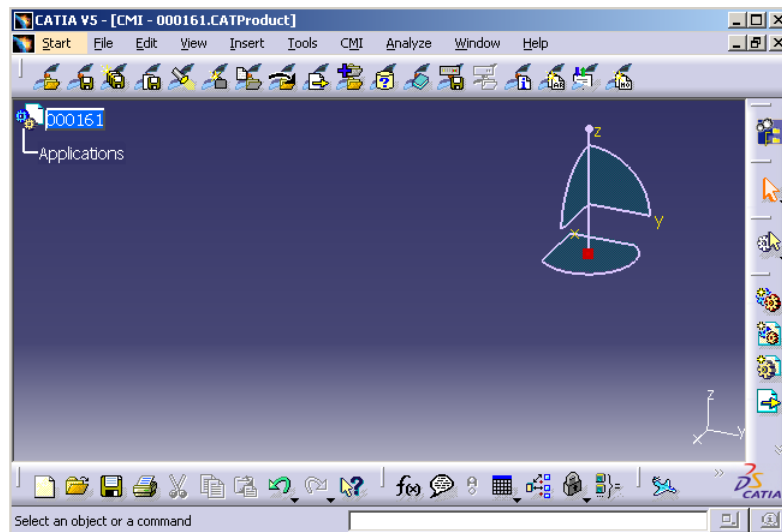 CATIA V5 - [CMI - 000161.CATProduct]
Start File Edit View Insert Tools CMI Analyze Window Help
000161
Applications
z
y
x
z
y
x
f(x)
CATIA
Select an object or a command